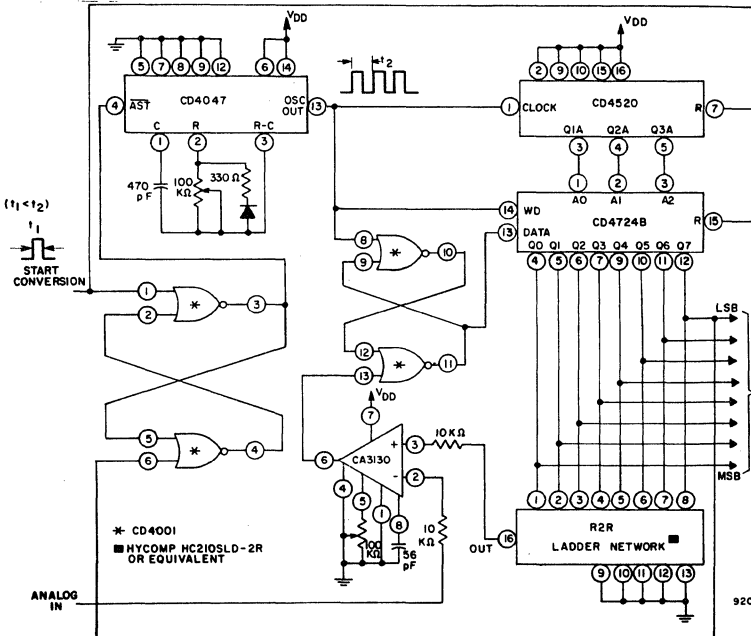 VDD
VDD
5 7 8 9 12 6 14
2 9 10 15 16
t2
4 AST CD4047 OSC OUT 13
1 CLOCK CD4520 R 7
C R R-C
1 2 3
Q1A Q2A Q3A
3 4 5
470 pF
100 KΩ
330 Ω
1 2 3
A0 A1 A2
14 WD CD4724B R 15
13 DATA
Q0 Q1 Q2 Q3 Q4 Q5 Q6 Q7
4 5 6 7 9 10 11 12
(t1 < t2)
t1
START CONVERSION
8
9 * 10
1
2 * 3
12
13 * 11
LSB
VDD
7
5
6 * 4
10 KΩ
6 CA3130 + 3
- 2
4 5 1 8
MSB
1 2 3 4 5 6 7 8
100 KΩ
56 pF
10 KΩ
OUT 16 R2R LADDER NETWORK ■
9 10 11 12 13
* CD4001
■ HYCOMP HC210SLD-2R OR EQUIVALENT
ANALOG IN
920